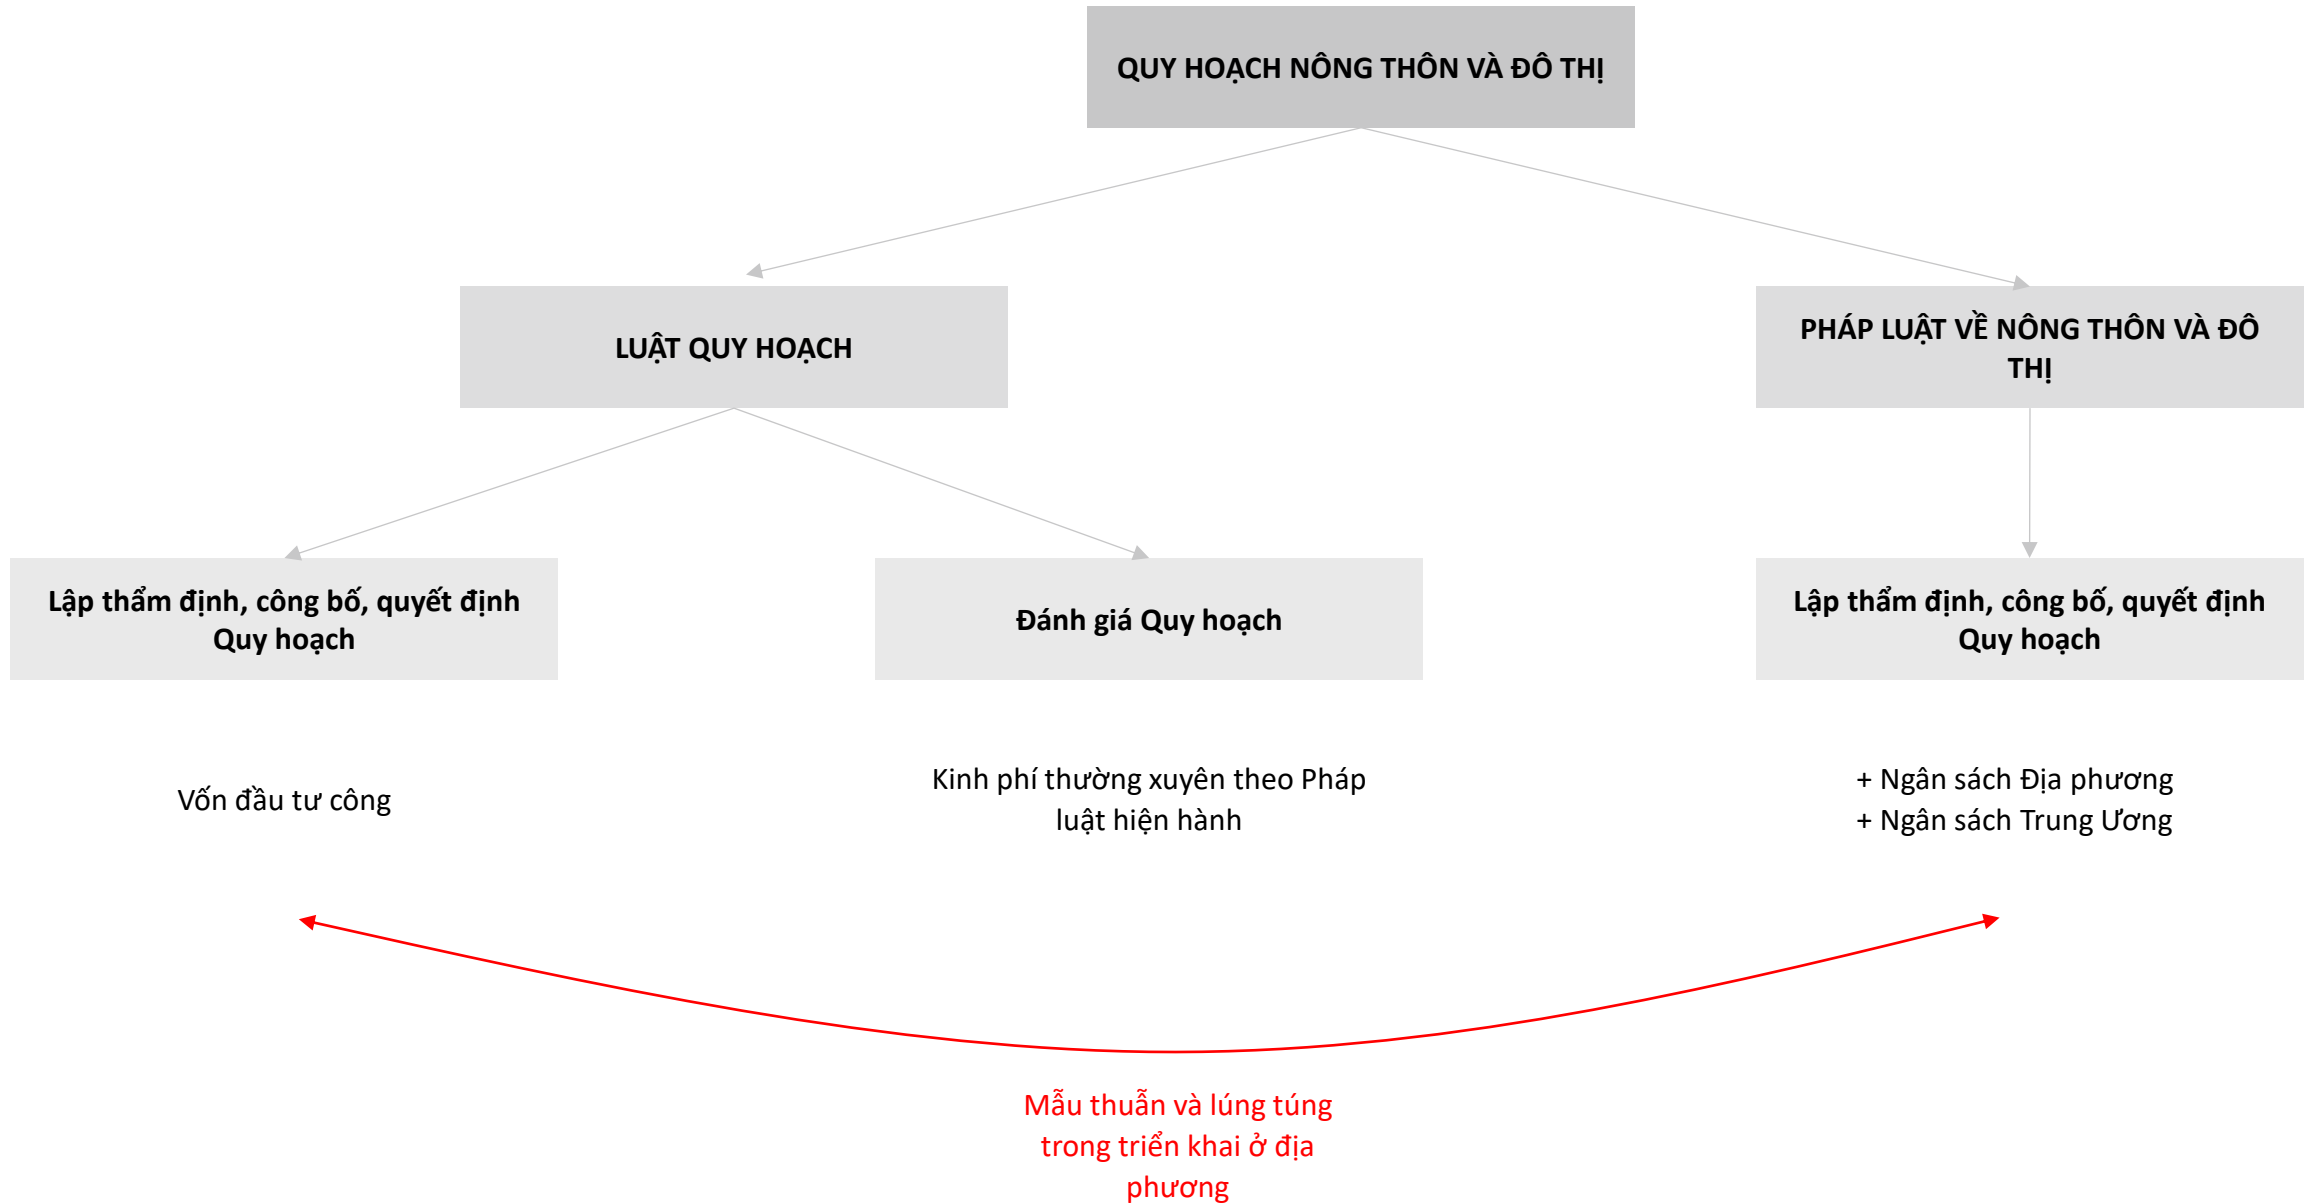 QUY HOẠCH NÔNG THÔN VÀ ĐÔ THỊ
LUẬT QUY HOẠCH
PHÁP LUẬT VỀ NÔNG THÔN VÀ ĐÔ
THỊ
Lập thẩm định, công bố, quyết định
Quy hoạch
Đánh giá Quy hoạch
Lập thẩm định, công bố, quyết định
Quy hoạch
Vốn đầu tư công
Kinh phí thường xuyên theo Pháp
luật hiện hành
+ Ngân sách Địa phương
+ Ngân sách Trung Ương
Mẫu thuẫn và lúng túng
trong triển khai ở địa
phương